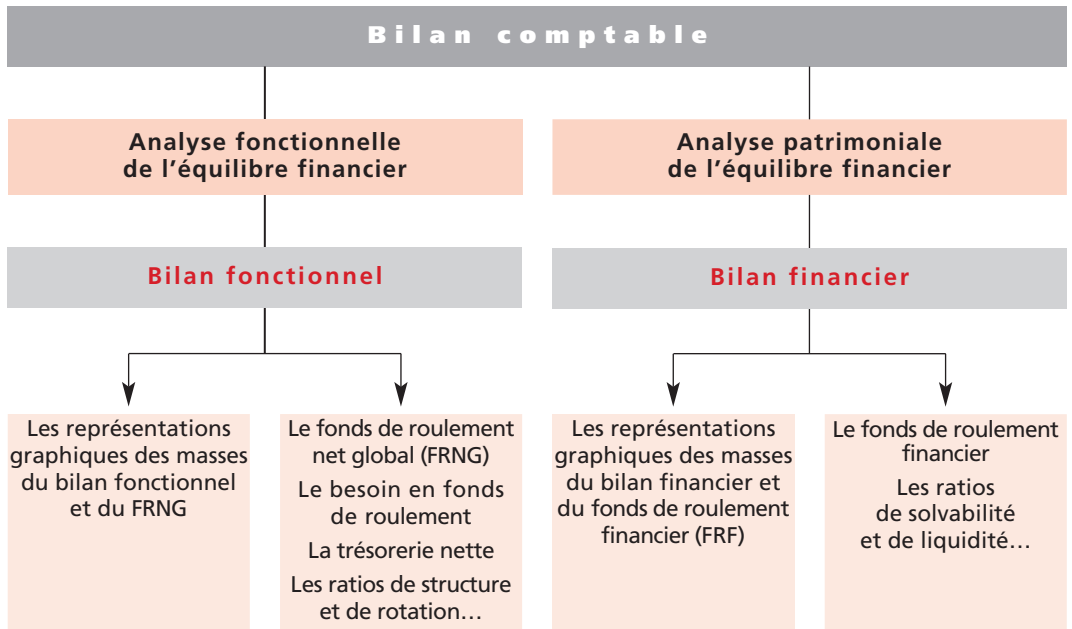 Bilan comptable
Analyse fonctionnelle
de l'équilibre financier
Analyse patrimoniale
de l'équilibre financier
Bilan fonctionnel
Bilan financier
Les représentations
graphiques des masses
du bilan fonctionnel
et du FRNG
Le fonds de roulement
net global (FRNG)
Le besoin en fonds
de roulement
La trésorerie nette
Les ratios de structure
et de rotation…
Les représentations
graphiques des masses
du bilan financier et
du fonds de roulement
financier (FRF)
Le fonds de roulement
financier
Les ratios
de solvabilité
et de liquidité…